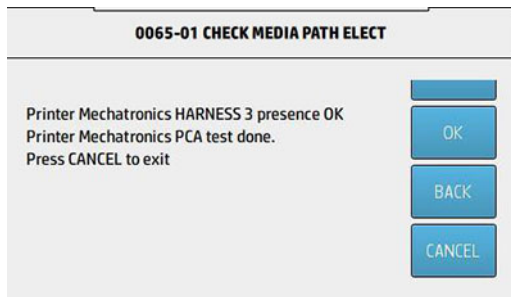 0065-01 CHECK MEDIA PATH ELECT
Printer Mechatronics HARNESS 3 presence OK
Printer Mechatronics PCA test done.
Press CANCEL to exit
OK
BACK
CANCEL